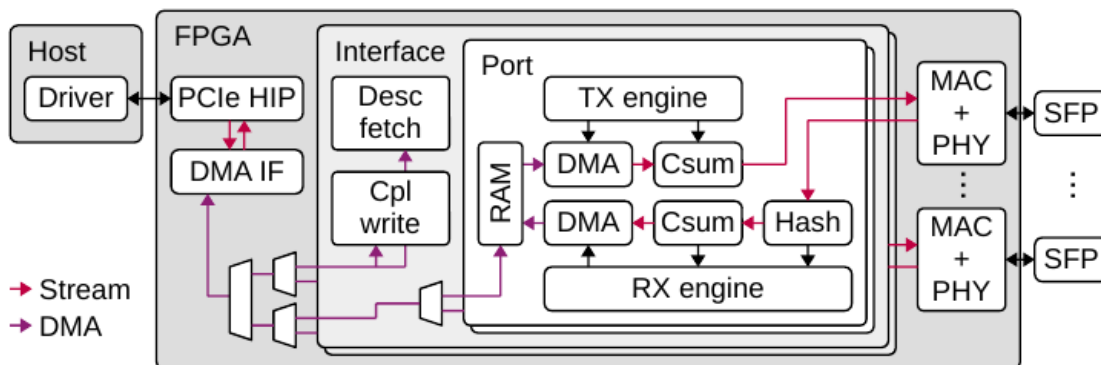 Host
Driver
FPGA
PCIe HIP
DMA IF
Interface
Desc
fetch
Cpl
write
Port
TX engine
RAM
DMA
Csum
DMA
Csum
Hash
RX engine
MAC
+
PHY
SFP
⋮
⋮
MAC
+
PHY
SFP
Stream
DMA